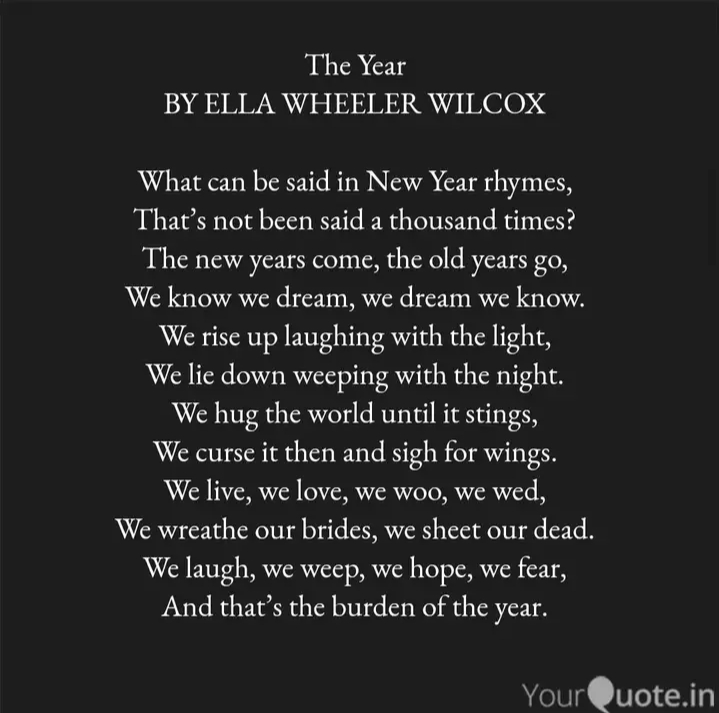 The Year
BY ELLA WHEELER WILCOX
What can be said in New Year rhymes,
That's not been said a thousand times?
The new years come, the old years go,
We know we dream, we dream we know.
We rise up laughing with the light,
We lie down weeping with the night.
We hug the world until it stings,
We curse it then and sigh for wings.
We live, we love, we woo, we wed,
We wreathe our brides, we sheet our dead.
We laugh, we weep, we hope, we fear,
And that's the burden of the year.
YourQuote.in